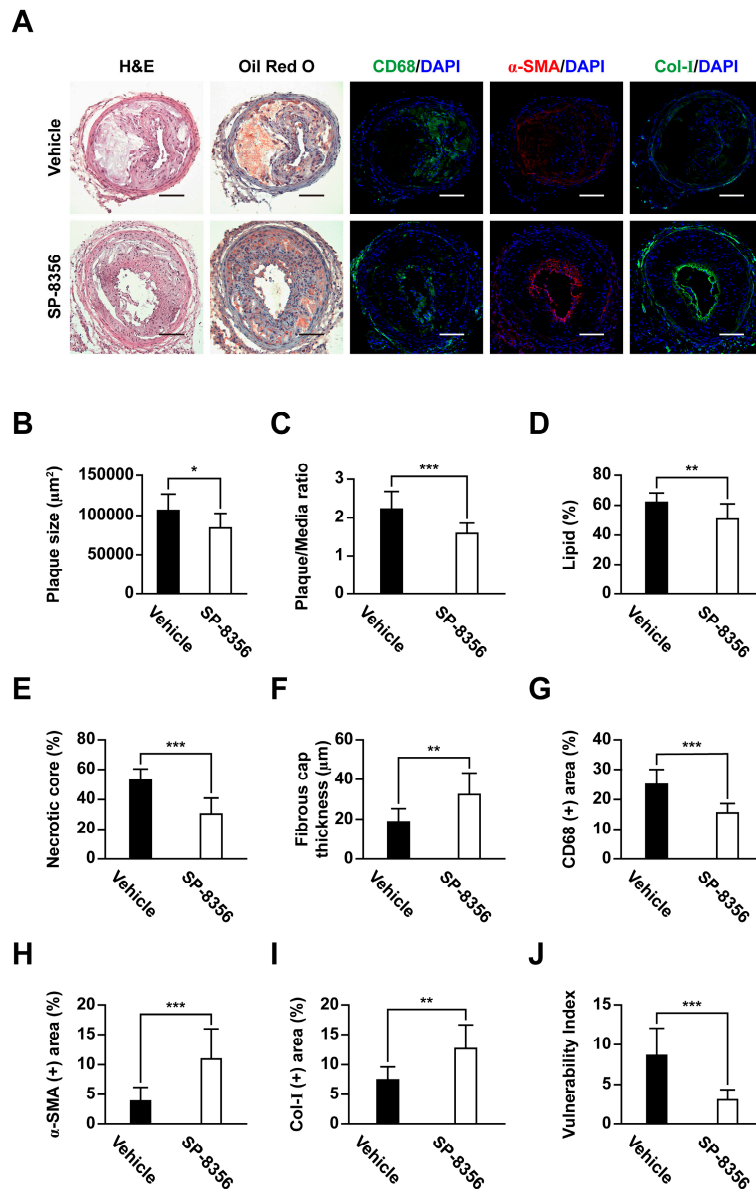 A
H&E Oil Red O CD68/DAPI α-SMA/DAPI Col-I/DAPI
Vehicle
SP-8356
B
Plaque size (μm²)
150000
100000
50000
0
*
Vehicle
SP-8356
C
Plaque/Media ratio
3
2
1
0
***
Vehicle
SP-8356
D
Lipid (%)
80
60
40
20
0
**
Vehicle
SP-8356
E
Necrotic core (%)
80
60
40
20
0
***
Vehicle
SP-8356
F
Fibrous cap
thickness (μm)
60
40
20
0
**
Vehicle
SP-8356
G
CD68 (+) area (%)
40
30
20
10
0
***
Vehicle
SP-8356
H
α-SMA (+) area (%)
20
15
10
5
0
***
Vehicle
SP-8356
I
Col-I (+) area (%)
20
15
10
5
0
**
Vehicle
SP-8356
J
Vulnerability Index
15
10
5
0
***
Vehicle
SP-8356